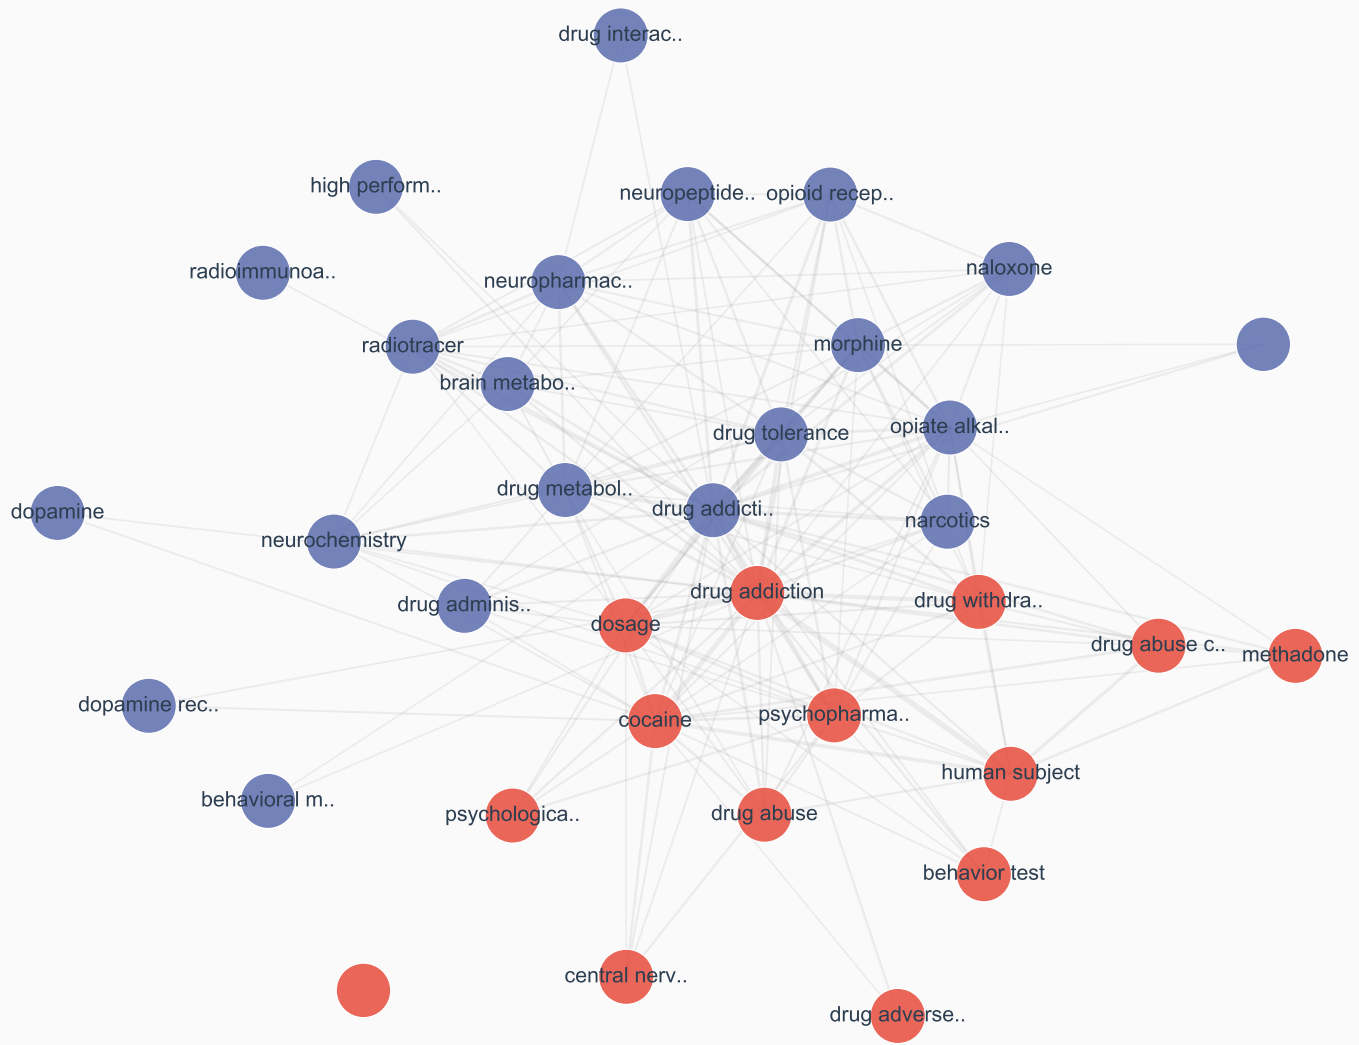 drug interac..
high perform..
neuropeptide..
opioid recep..
radioimmunoa..
neuropharmac..
naloxone
radiotracer
morphine
brain metabo..
drug tolerance
opiate alkal..
drug metabol..
drug addicti..
dopamine
narcotics
neurochemistry
drug addiction
drug adminis..
drug withdra..
dosage
drug abuse c..
methadone
dopamine rec..
cocaine
psychopharma..
human subject
behavioral m..
psychologica..
drug abuse
behavior test
central nerv..
drug adverse..